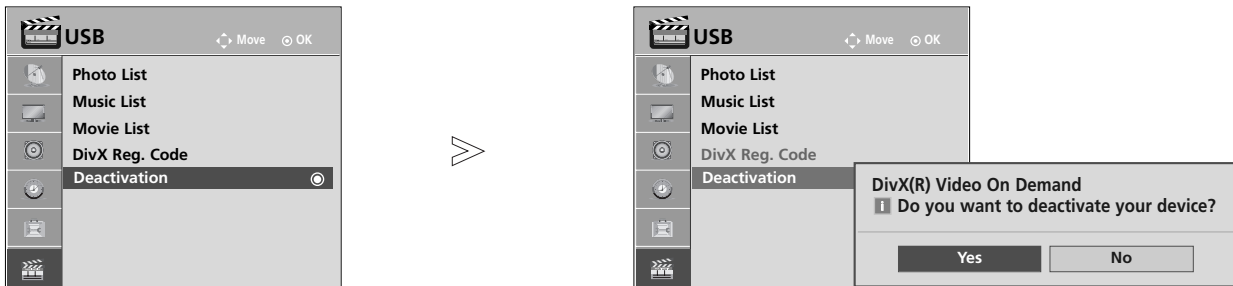 USB
Move OK
Photo List
Music List
Movie List
DivX Reg. Code
Deactivation
USB
Move OK
Photo List
Music List
Movie List
DivX Reg. Code
Deactivation
DivX(R) Video On Demand
i Do you want to deactivate your device?
Yes No